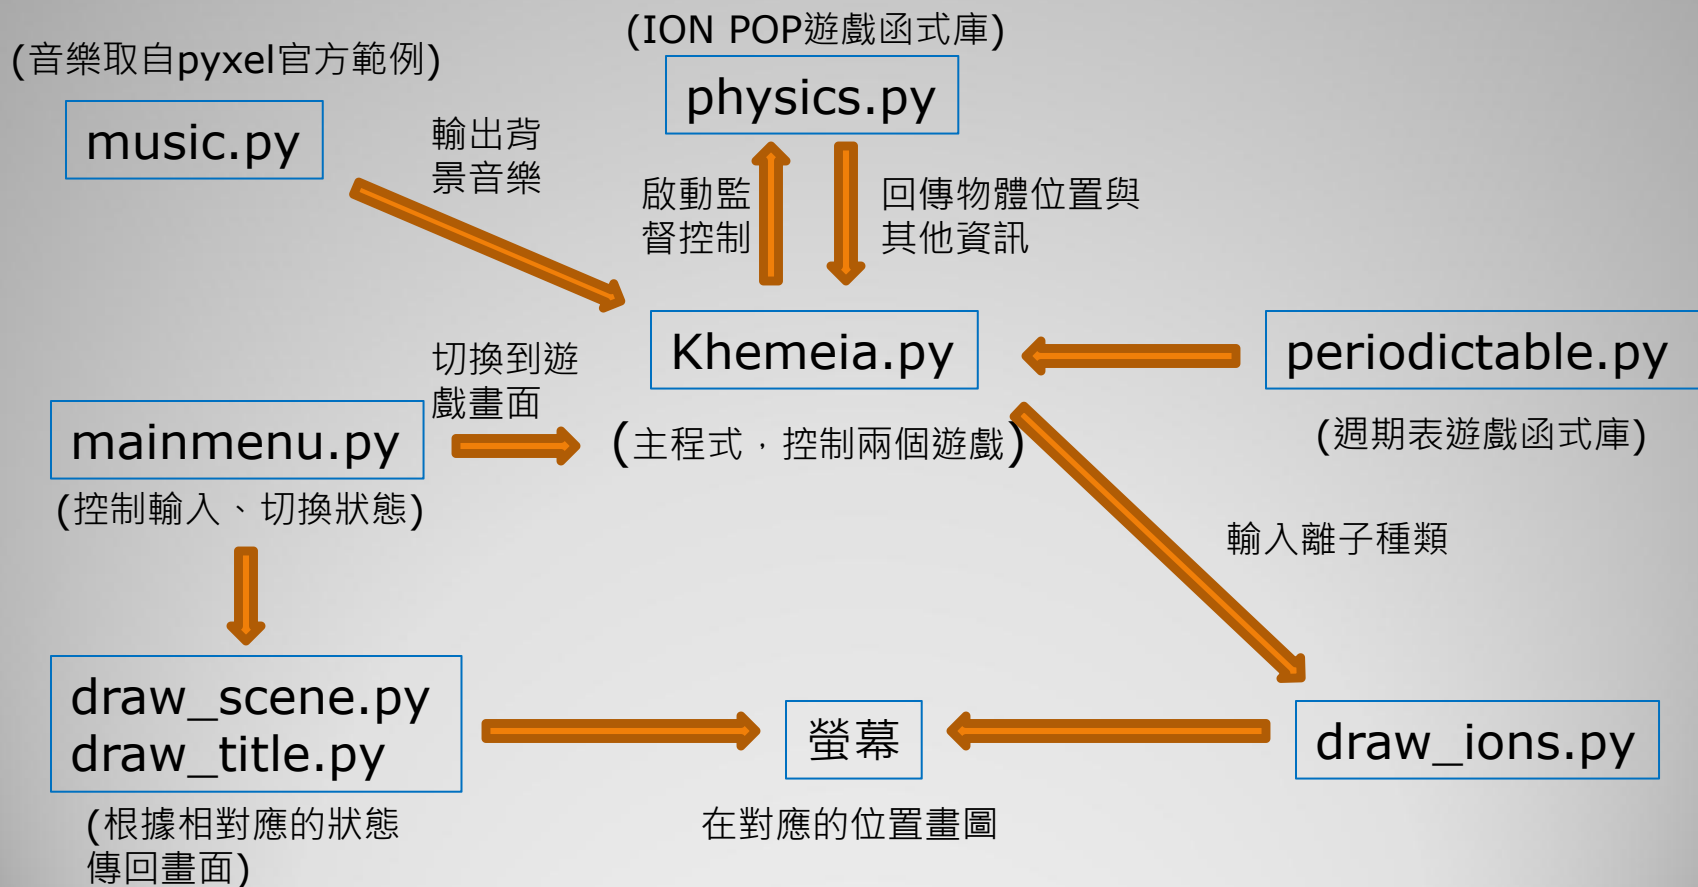 (ION POP遊戲函式庫)
(音樂取自pyxel官方範例)
physics.py
music.py
輸出背
景音樂
啟動監
督控制
回傳物體位置與
其他資訊
Khemeia.py
periodictable.py
切換到遊
戲畫面
mainmenu.py
(主程式，控制兩個遊戲)
(週期表遊戲函式庫)
(控制輸入、切換狀態)
輸入離子種類
draw_scene.py
draw_title.py
螢幕
draw_ions.py
(根據相對應的狀態
傳回畫面)
在對應的位置畫圖